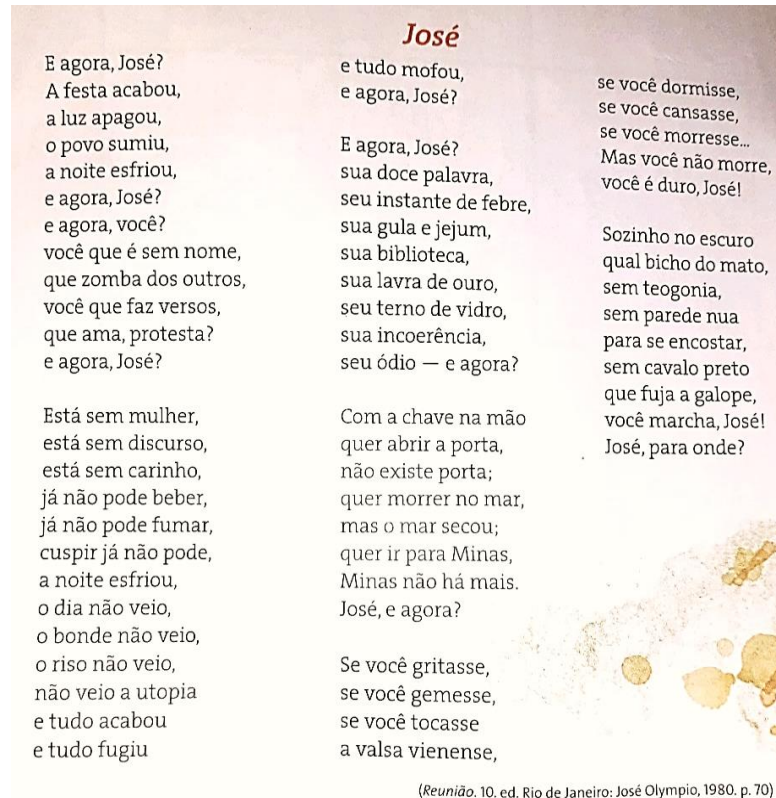 José
E agora, José?
A festa acabou,
a luz apagou,
o povo sumiu,
a noite esfriou,
e agora, José?
e agora, você?
você que é sem nome,
que zomba dos outros,
você que faz versos,
que ama, protesta?
e agora, José?
Está sem mulher,
está sem discurso,
está sem carinho,
já não pode beber,
já não pode fumar,
cuspir já não pode,
a noite esfriou,
o dia não veio,
o bonde não veio,
o riso não veio,
não veio a utopia
e tudo acabou
e tudo fugiu
e tudo mofou,
e agora, José?
E agora, José?
sua doce palavra,
seu instante de febre,
sua gula e jejum,
sua biblioteca,
sua lavra de ouro,
seu terno de vidro,
sua incoerência,
seu ódio — e agora?
Com a chave na mão
quer abrir a porta,
não existe porta;
quer morrer no mar,
mas o mar secou;
quer ir para Minas,
Minas não há mais.
José, e agora?
Se você gritasse,
se você gemesse,
se você tocasse
a valsa vienense,
se você dormisse,
se você cansasse,
se você morresse...
Mas você não morre,
você é duro, José!
Sozinho no escuro
qual bicho do mato,
sem teogonia,
sem parede nua
para se encostar,
sem cavalo preto
que fuja a galope,
você marcha, José!
José, para onde?
(Reunião. 10. ed. Rio de Janeiro: José Olympio, 1980. p. 70)